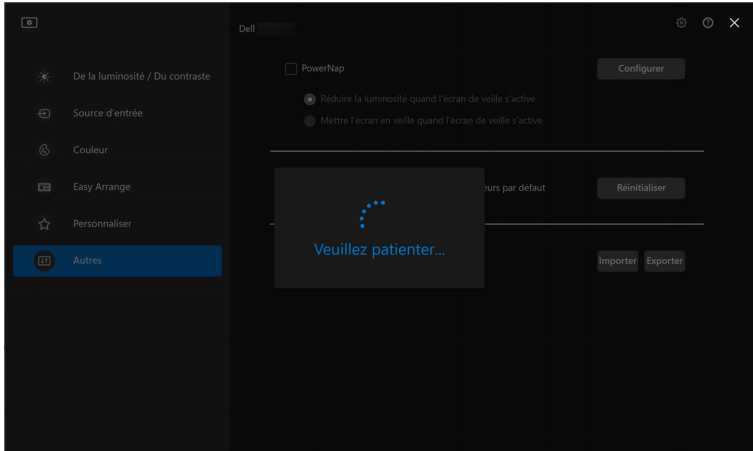 Dell
De la luminosité / Du contraste
Source d'entrée
Couleur
Easy Arrange
Personnaliser
Autres
PowerNap
Configurer
Réduire la luminosité quand l'écran de veille s'active
Mettre l'écran en veille quand l'écran de veille s'active
par défaut
Réinitialiser
Importer
Exporter
Veuillez patienter...